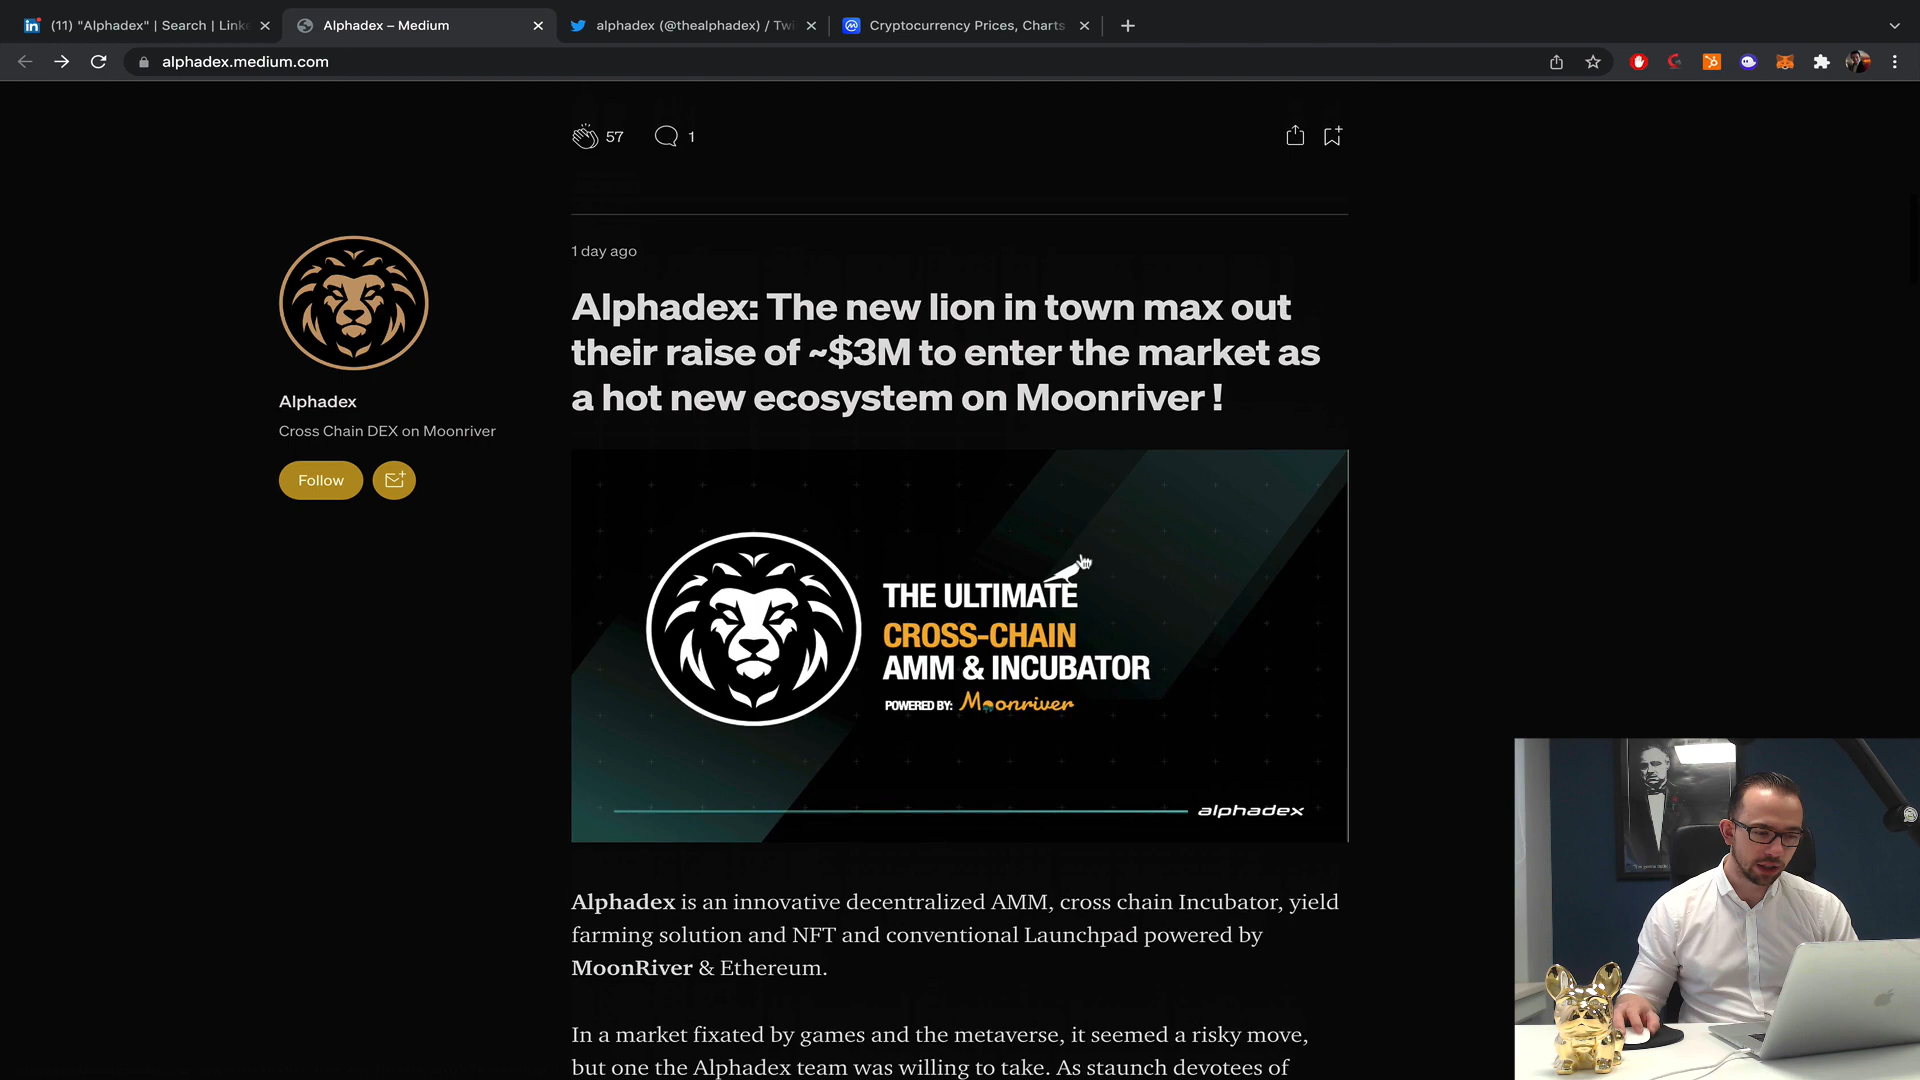 (11) "Alphadex" | Search | Linke
Alphadex – Medium
alphadex (@thealphadex) / Twi
Cryptocurrency Prices, Charts
alphadex.medium.com
57
1
1 day ago
Alphadex: The new lion in town max out
their raise of ~$3M to enter the market as
a hot new ecosystem on Moonriver !
Alphadex
Cross Chain DEX on Moonriver
Follow
THE ULTIMATE
CROSS-CHAIN
AMM & INCUBATOR
POWERED BY: Moonriver
alphadex
Alphadex is an innovative decentralized AMM, cross chain Incubator, yield
farming solution and NFT and conventional Launchpad powered by
MoonRiver & Ethereum.
In a market fixated by games and the metaverse, it seemed a risky move,
but one the Alphadex team was willing to take. As staunch devotees of